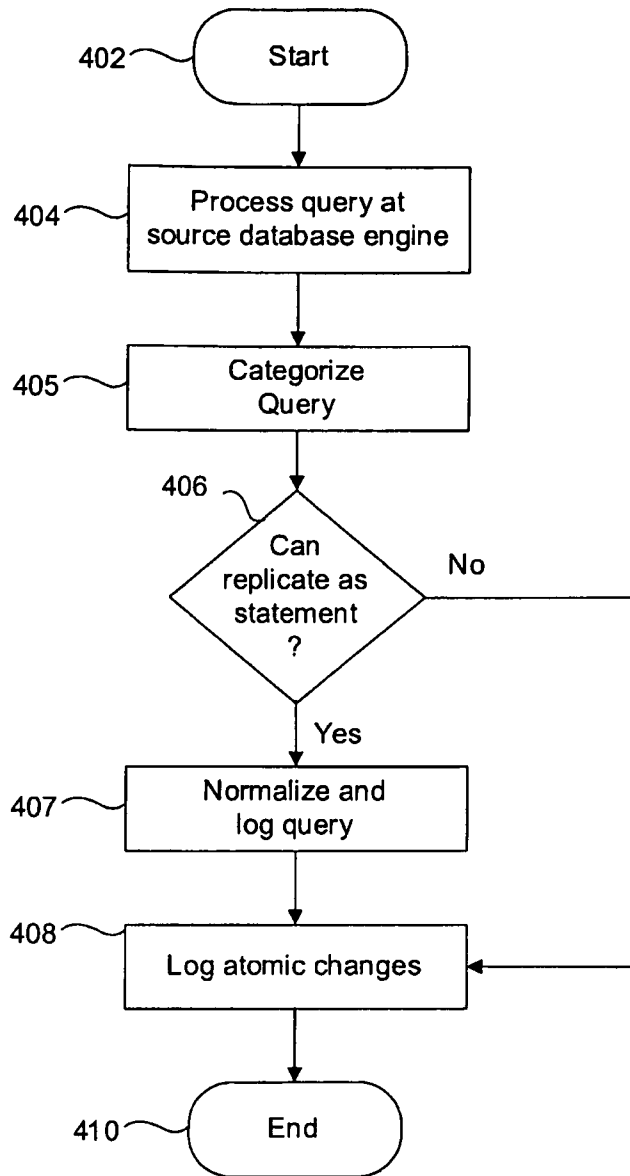 402
Start
404
Process query at
source database engine
405
Categorize
Query
406
Can
replicate as
statement
?
No
Yes
407
Normalize and
log query
408
Log atomic changes
410
End